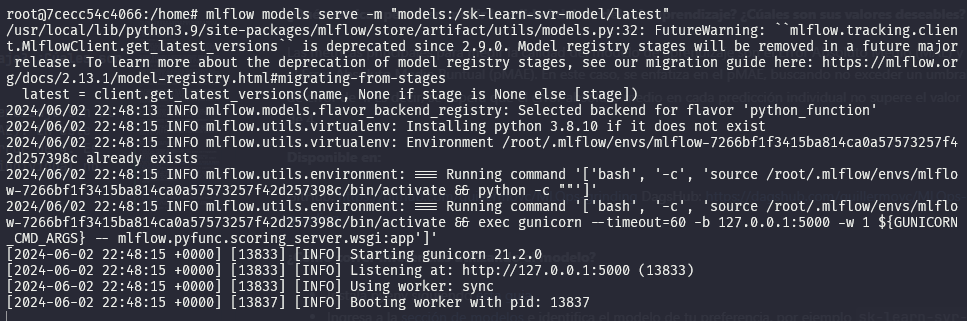 root@7cecc54c4066:/home# mlflow models serve -m "models:/sk-learn-svr-model/latest"
/usr/local/lib/python3.9/site-packages/mlflow/store/artifact/utils/models.py:32: FutureWarning: ``mlflow.tracking.clien
t.MlflowClient.get_latest_versions`` is deprecated since 2.9.0. Model registry stages will be removed in a future major
 release. To learn more about the deprecation of model registry stages, see our migration guide here: https://mlflow.or
g/docs/2.13.1/model-registry.html#migrating-from-stages
  latest = client.get_latest_versions(name, None if stage is None else [stage])
2024/06/02 22:48:13 INFO mlflow.models.flavor_backend_registry: Selected backend for flavor 'python_function'
2024/06/02 22:48:15 INFO mlflow.utils.virtualenv: Installing python 3.8.10 if it does not exist
2024/06/02 22:48:15 INFO mlflow.utils.virtualenv: Environment /root/.mlflow/envs/mlflow-7266bf1f3415ba814ca0a57573257f4
2d257398c already exists
2024/06/02 22:48:15 INFO mlflow.utils.environment: === Running command '['bash', '-c', 'source /root/.mlflow/envs/mlflo
w-7266bf1f3415ba814ca0a57573257f42d257398c/bin/activate && python -c ""']'
2024/06/02 22:48:15 INFO mlflow.utils.environment: === Running command '['bash', '-c', 'source /root/.mlflow/envs/mlflo
w-7266bf1f3415ba814ca0a57573257f42d257398c/bin/activate && exec gunicorn --timeout=60 -b 127.0.0.1:5000 -w 1 ${GUNICORN
_CMD_ARGS} -- mlflow.pyfunc.scoring_server.wsgi:app']'
[2024-06-02 22:48:15 +0000] [13833] [INFO] Starting gunicorn 21.2.0
[2024-06-02 22:48:15 +0000] [13833] [INFO] Listening at: http://127.0.0.1:5000 (13833)
[2024-06-02 22:48:15 +0000] [13833] [INFO] Using worker: sync
[2024-06-02 22:48:15 +0000] [13837] [INFO] Booting worker with pid: 13837